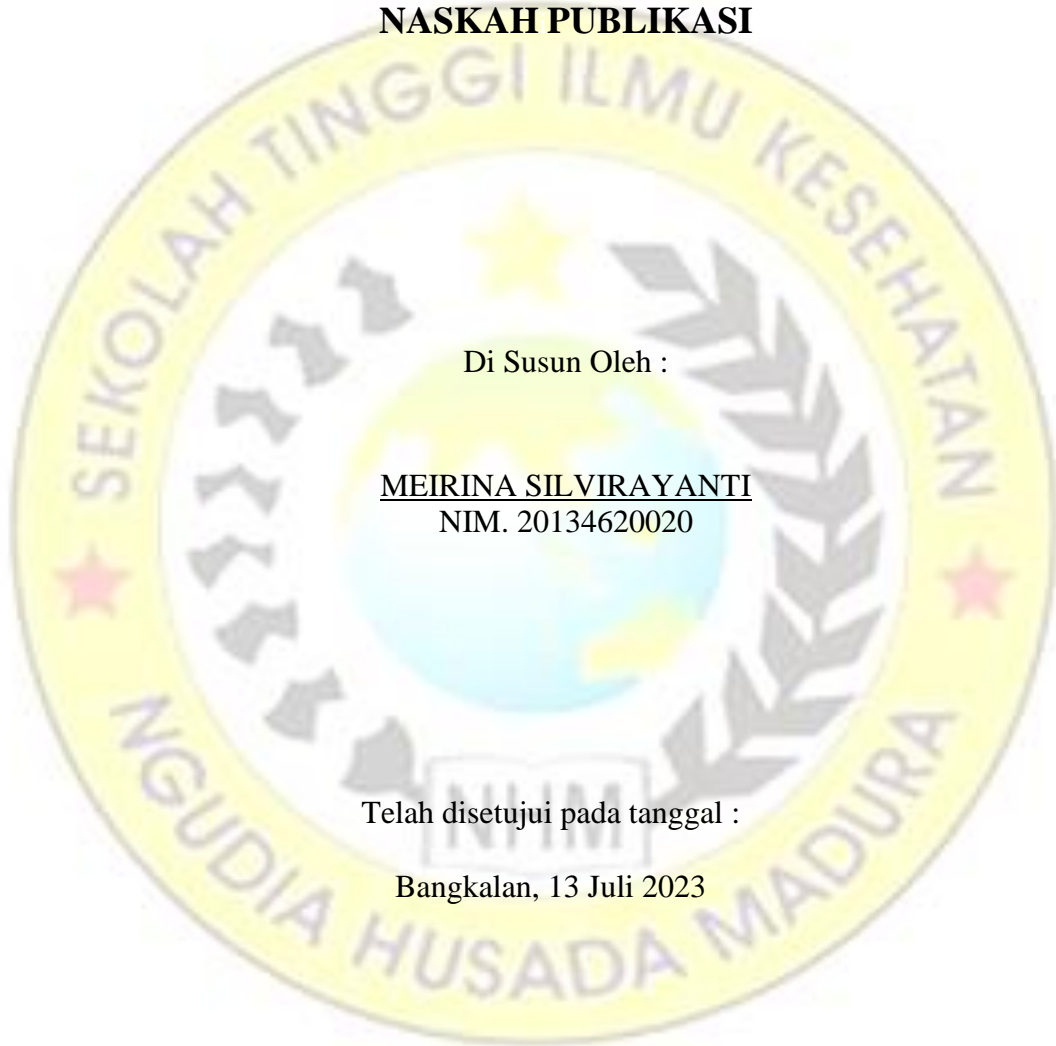 NASKAH PUBLIKASI
SEKOLAH TINGGI ILMU KESEHATAN
Di Susun Oleh :
MEIRINA SILVIRAYANTI
NIM. 20134620020
NHM
Telah disetujui pada tanggal :
Bangkalan, 13 Juli 2023
NGUDIA HUSADA MADURA